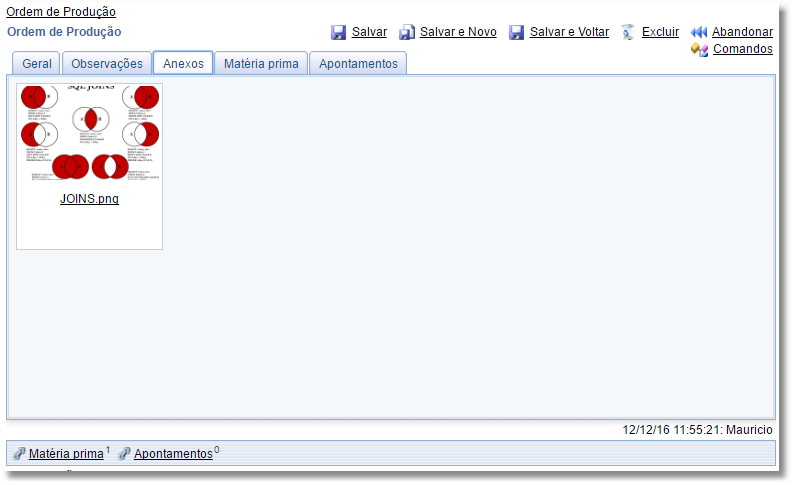 Ordem de Produção
Ordem de Produção
Salvar Salvar e Novo Salvar e Voltar Excluir Abandonar
Comandos
Geral Observações Anexos Matéria prima Apontamentos
SQL JOINS
A B
JOINS.png
12/12/16 11:55:21: Mauricio
Matéria prima 1 Apontamentos 0